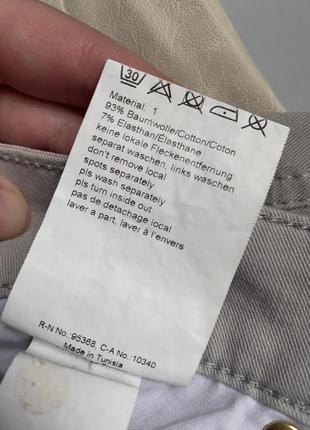 30
Material: 1
93% Baumwolle/Cotton/Coton
7% Elasthan/Elasthane
keine lokale Fleckenentfernung
separat waschen, links waschen
don't remove local
spots separately
pls wash separately
pls turn inside out
pas de détachage local
laver a part, laver à l'envers
R-N No.:95368, C-A No.:10340
Made in Tunisia